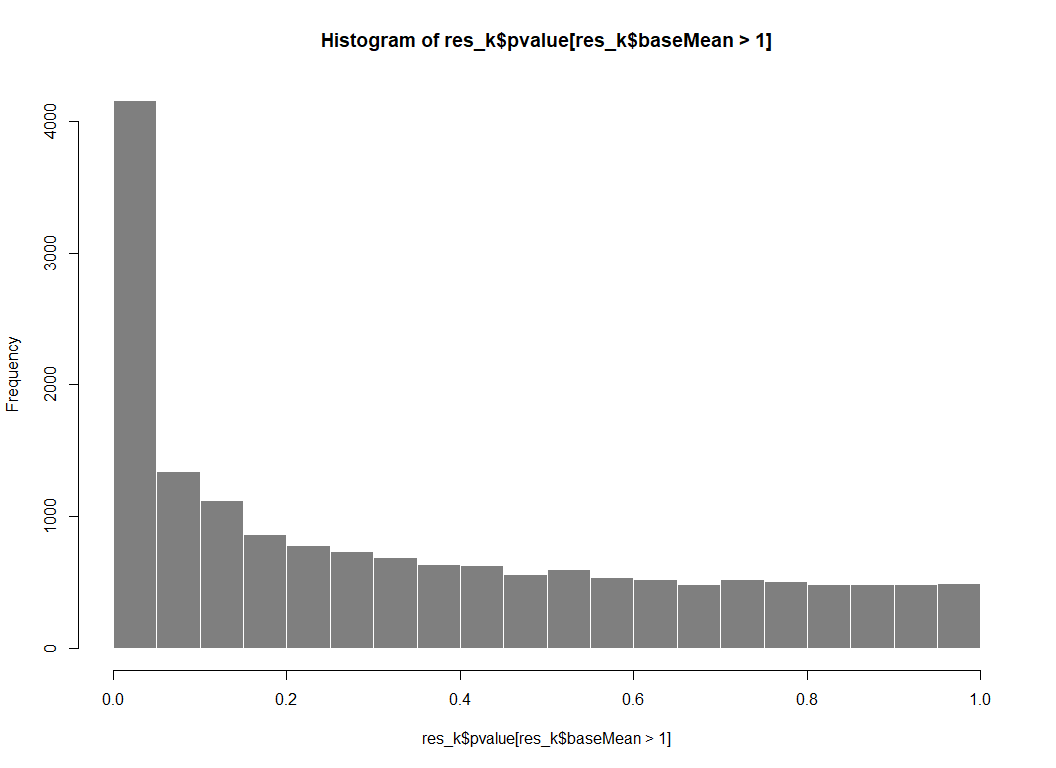 Histogram of res_k$pvalue[res_k$baseMean > 1]
Frequency
4000
3000
2000
1000
0
0.0 0.2 0.4 0.6 0.8 1.0
res_k$pvalue[res_k$baseMean > 1]